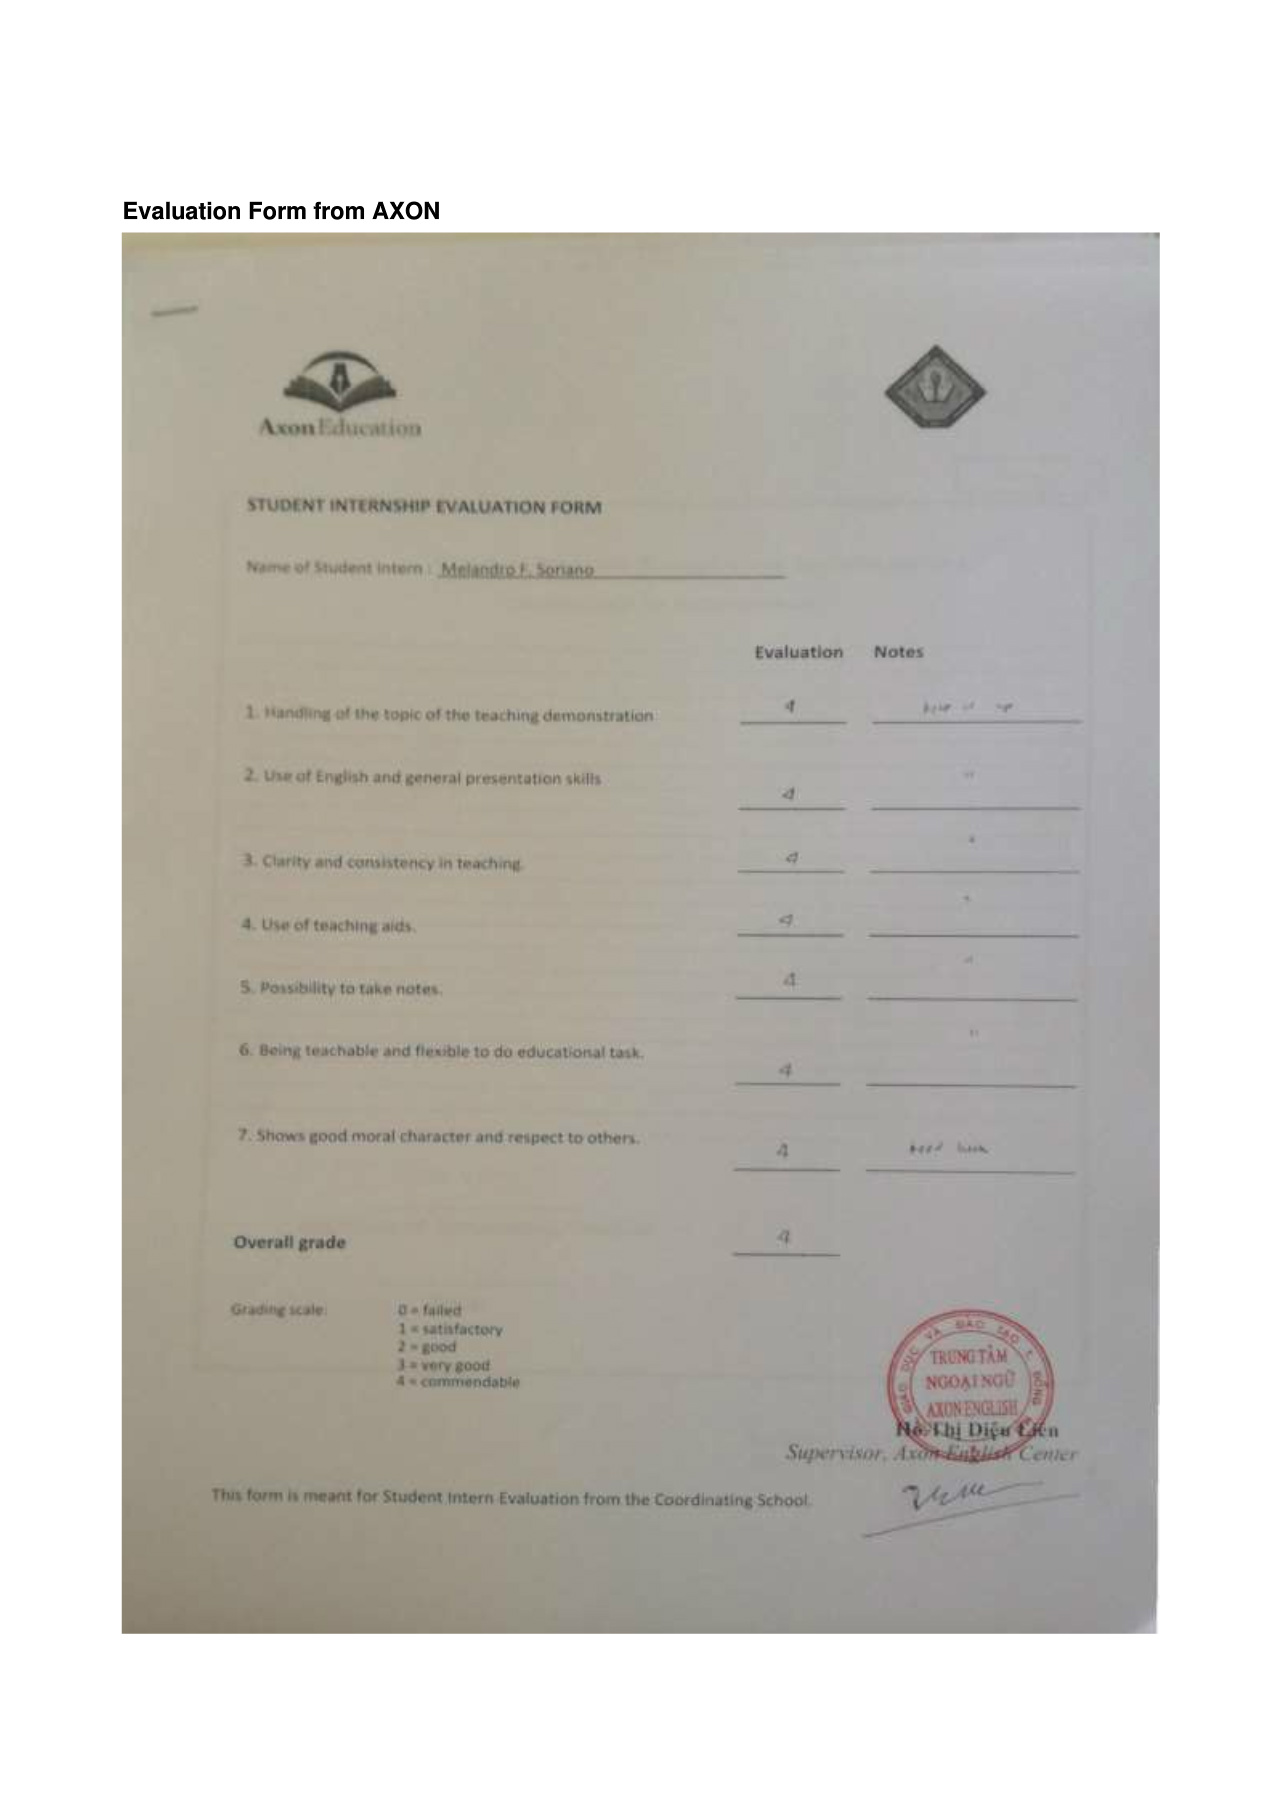 Evaluation Form from AXON
Axon Education
STUDENT INTERNSHIP EVALUATION FORM
Name of Student Intern : Melandro F. Soriano
Evaluation Notes
1. Handling of the topic of the teaching demonstration 4 keep it up
2. Use of English and general presentation skills 4 "
3. Clarity and consistency in teaching. 4 "
4. Use of teaching aids. 4 "
5. Possibility to take notes. 4 "
6. Being teachable and flexible to do educational task. 4 "
7. Shows good moral character and respect to others. 4
Overall grade 4
Grading scale: 0 = failed
1 = satisfactory
2 = good
3 = very good
4 = commendable
GIÁO DỤC VÀ ĐÀO TẠO T. ĐỒNG
TRUNG TÂM
NGOẠI NGỮ
AXON ENGLISH
Hồ Thị Diệu Liên
Supervisor, Axon English Center
This form is meant for Student Intern Evaluation from the Coordinating School.